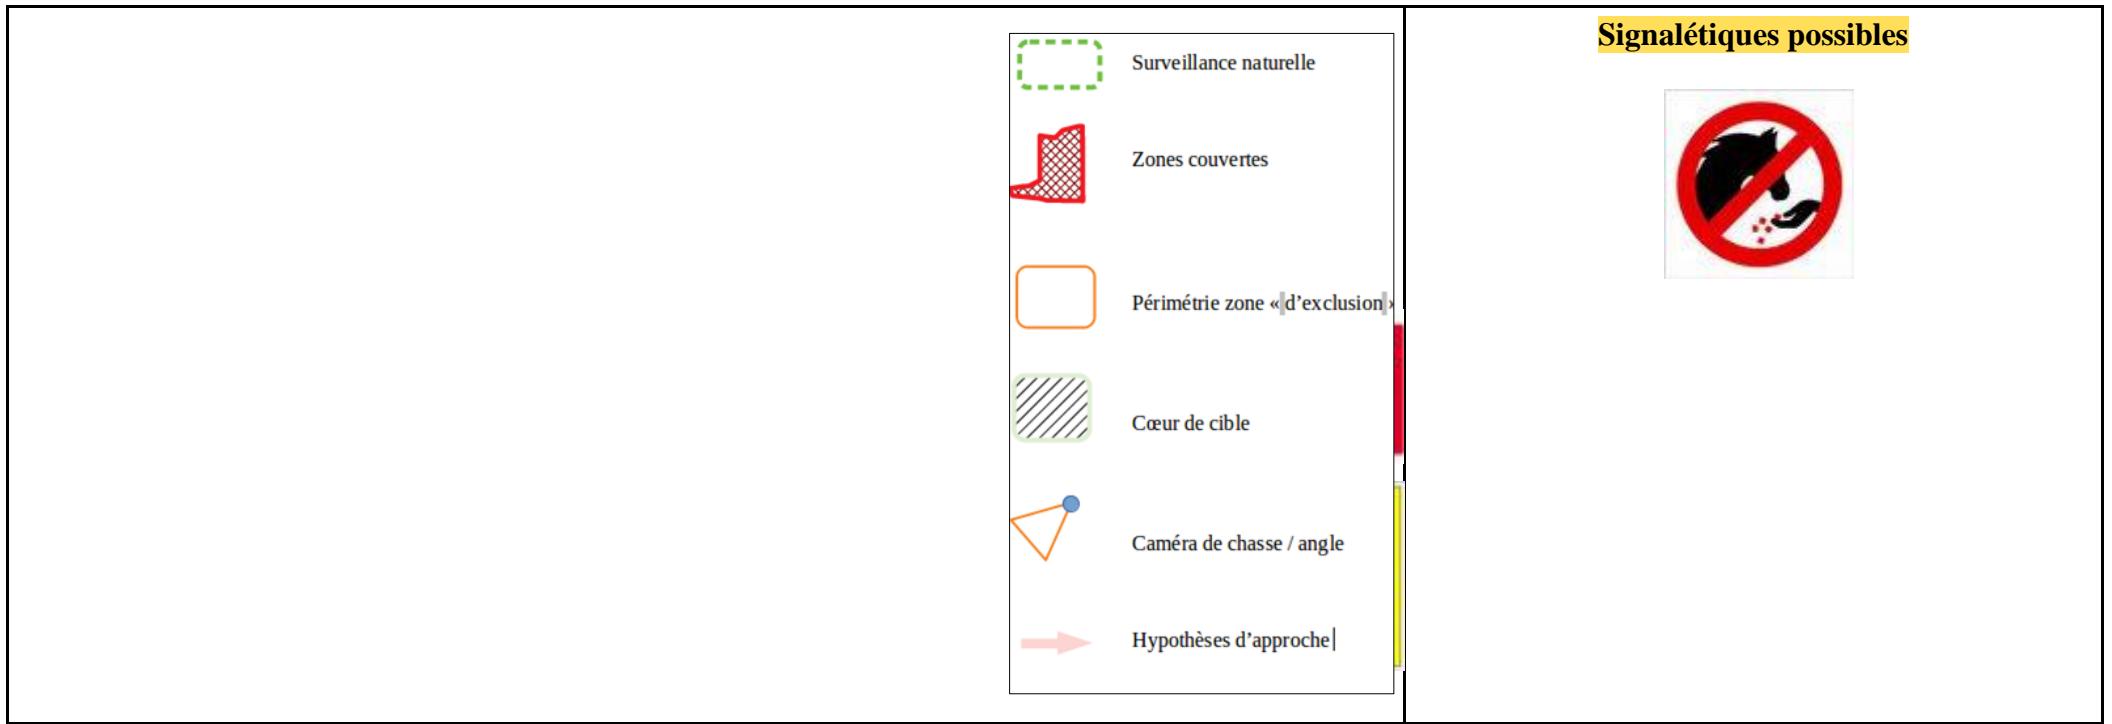 Signalétiques possibles
Surveillance naturelle
Zones couvertes
Périmétrie zone « d’exclusion »
Cœur de cible
Caméra de chasse / angle
Hypothèses d’approche